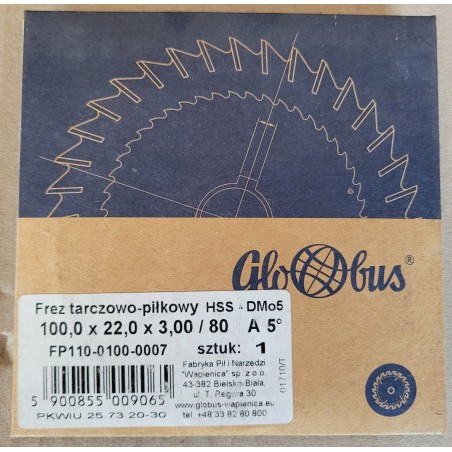 Globus®
Frez tarczowo-piłkowy HSS - DMo5
100,0 x 22,0 x 3,00 / 80 A 5°
FP110-0100-0007 sztuk: 1
Fabryka Pił i Narzędzi
"Wapienica" sp. z o.o.
43-382 Bielsko-Biała,
ul. T. Regera 30
www.globus-wapienica.eu
tel. +48 33 82 80 800
5 900855 009065
PKWIU 25.73.20-30
01710/T